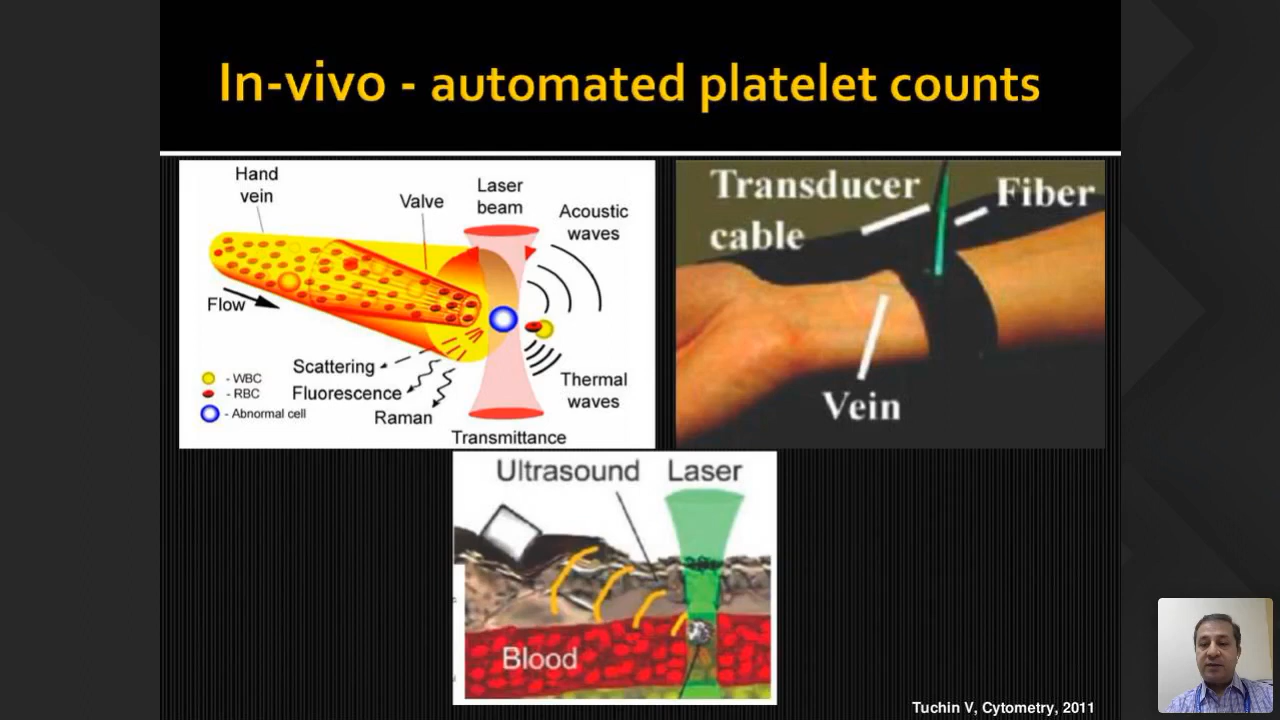 In-vivo - automated platelet counts
Hand
vein
Valve
Laser
beam
Acoustic
waves
Flow
Scattering
Fluorescence
Raman
- WBC
- RBC
- Abnormal cell
Thermal
waves
Transmittance
Transducer
cable
Fiber
Vein
Ultrasound
Laser
Blood
Tuchin V, Cytometry, 2011